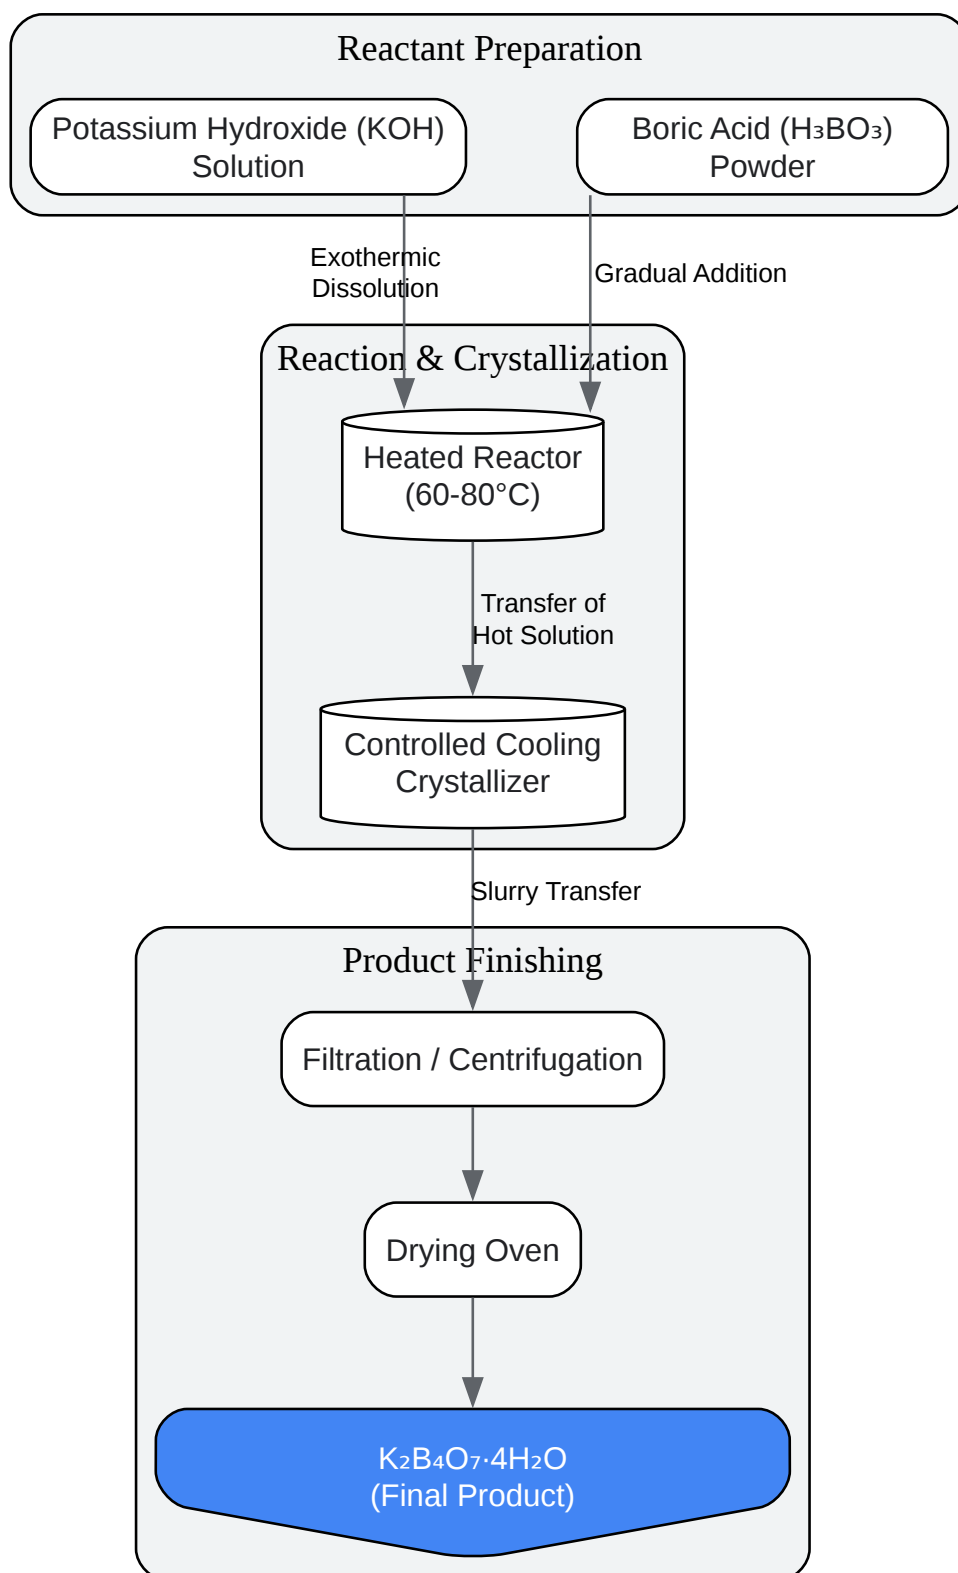 Reactant Preparation
Potassium Hydroxide (KOH)
Solution
Boric Acid (H₃BO₃)
Powder
Exothermic
Dissolution
Gradual Addition
Reaction & Crystallization
Heated Reactor
(60-80°C)
Transfer of
Hot Solution
Controlled Cooling
Crystallizer
Slurry Transfer
Product Finishing
Filtration / Centrifugation
Drying Oven
K₂B₄O₇·4H₂O
(Final Product)